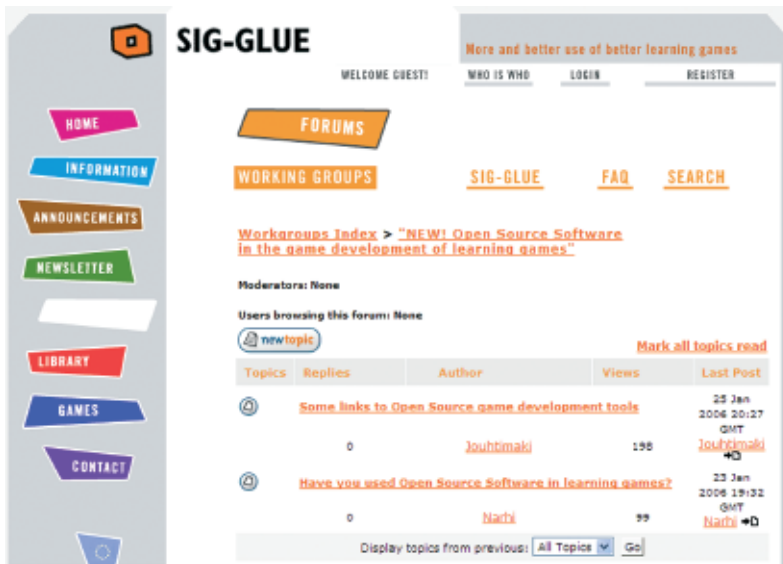 SIG-GLUE
More and better use of better learning games
WELCOME GUEST! WHO IS WHO LOGIN REGISTER
HOME
INFORMATION
ANNOUNCEMENTS
NEWSLETTER
LIBRARY
GAMES
CONTACT
FORUMS
WORKING GROUPS SIG-GLUE FAQ SEARCH
Workgroups Index > "NEW! Open Source Software
in the game development of learning games"
Moderators: None
Users browsing this forum: None
newtopic
Mark all topics read
Topics Replies Author Views Last Post
Some links to Open Source game development tools
25 Jan
2006 20:27
GMT
0 Jouhtimaki 198 Jouhtimaki
Have you used Open Source Software in learning games?
23 Jan
2006 19:32
GMT
0 Narhi 99 Narhi
Display topics from previous: All Topics Go